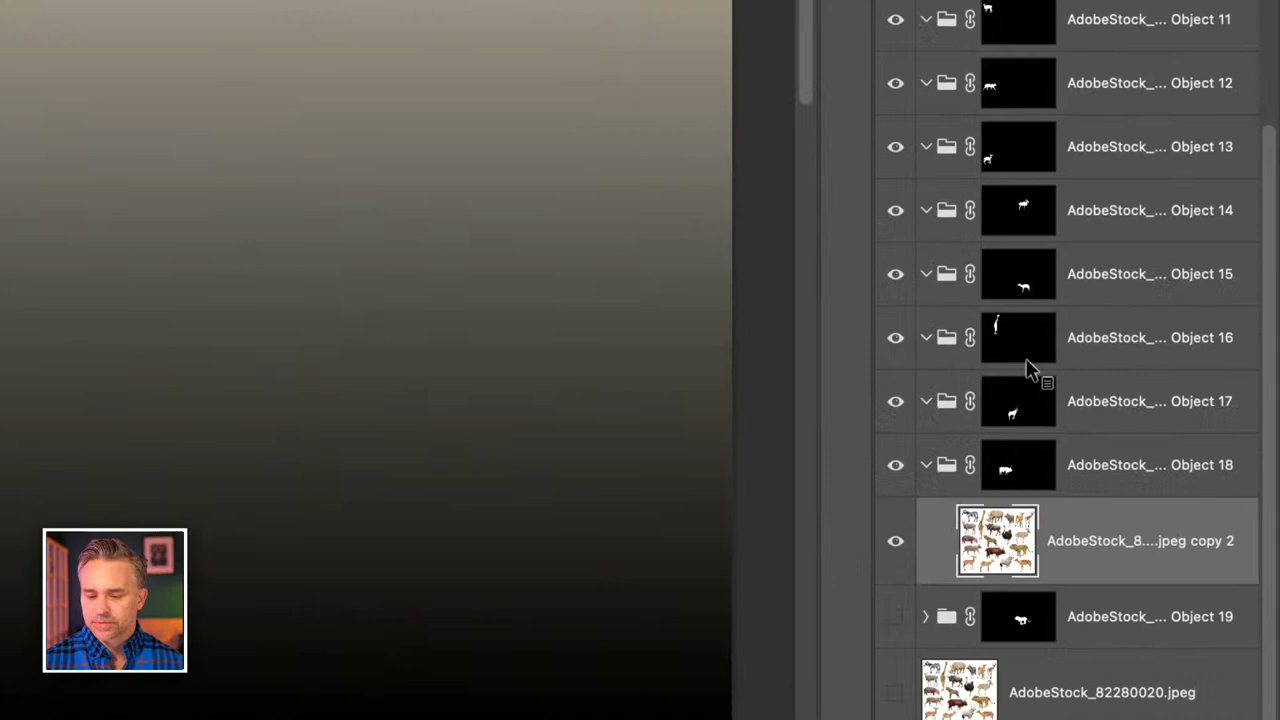 AdobeStock_... Object 11
AdobeStock_... Object 12
AdobeStock_... Object 13
AdobeStock_... Object 14
AdobeStock_... Object 15
AdobeStock_... Object 16
AdobeStock_... Object 17
AdobeStock_... Object 18
AdobeStock_8....jpeg copy 2
AdobeStock_... Object 19
AdobeStock_82280020.jpeg